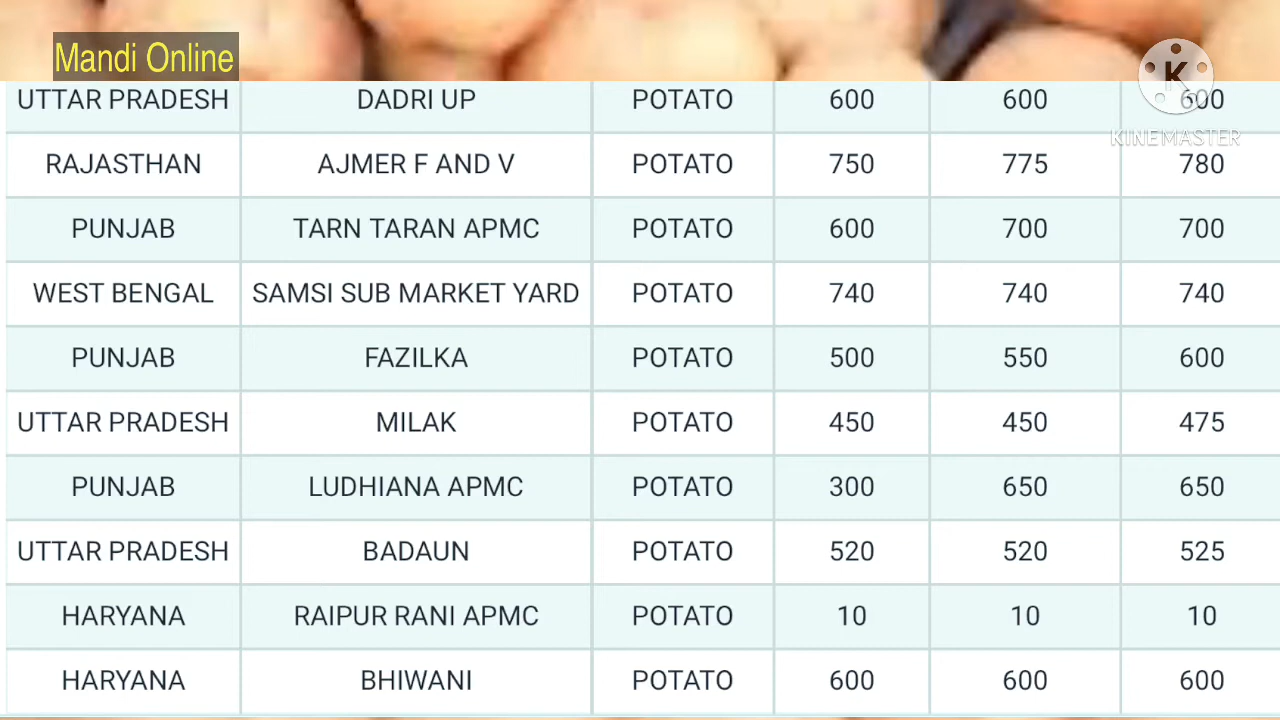 Mandi Online
KINEMASTER
UTTAR PRADESH DADRI UP POTATO 600 600 600
RAJASTHAN AJMER F AND V POTATO 750 775 780
PUNJAB TARN TARAN APMC POTATO 600 700 700
WEST BENGAL SAMSI SUB MARKET YARD POTATO 740 740 740
PUNJAB FAZILKA POTATO 500 550 600
UTTAR PRADESH MILAK POTATO 450 450 475
PUNJAB LUDHIANA APMC POTATO 300 650 650
UTTAR PRADESH BADAUN POTATO 520 520 525
HARYANA RAIPUR RANI APMC POTATO 10 10 10
HARYANA BHIWANI POTATO 600 600 600